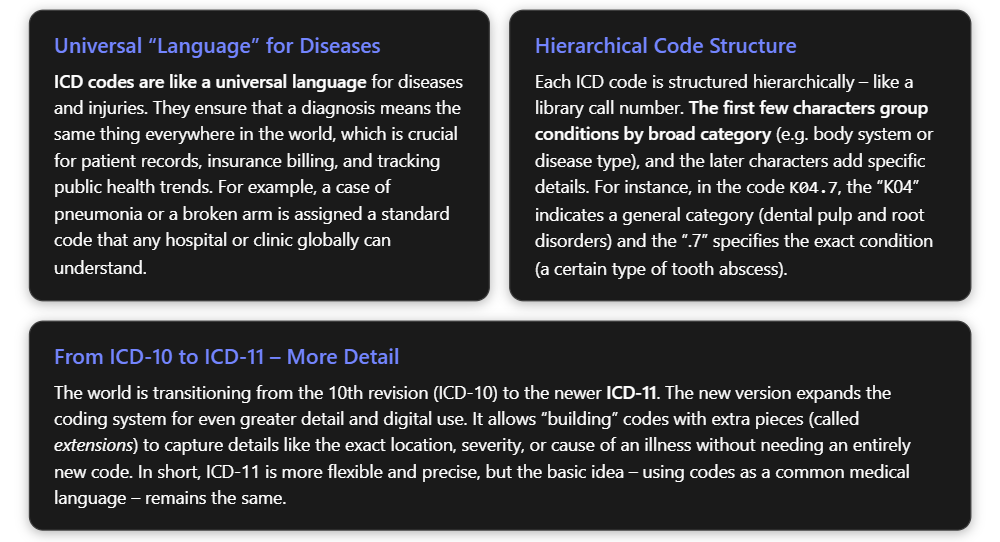 Universal “Language” for Diseases
ICD codes are like a universal language for diseases
and injuries. They ensure that a diagnosis means the
same thing everywhere in the world, which is crucial
for patient records, insurance billing, and tracking
public health trends. For example, a case of
pneumonia or a broken arm is assigned a standard
code that any hospital or clinic globally can
understand.
Hierarchical Code Structure
Each ICD code is structured hierarchically – like a
library call number. The first few characters group
conditions by broad category (e.g. body system or
disease type), and the later characters add specific
details. For instance, in the code K04.7, the “K04”
indicates a general category (dental pulp and root
disorders) and the “.7” specifies the exact condition
(a certain type of tooth abscess).
From ICD-10 to ICD-11 – More Detail
The world is transitioning from the 10th revision (ICD-10) to the newer ICD-11. The new version expands the
coding system for even greater detail and digital use. It allows “building” codes with extra pieces (called
extensions) to capture details like the exact location, severity, or cause of an illness without needing an entirely
new code. In short, ICD-11 is more flexible and precise, but the basic idea – using codes as a common medical
language – remains the same.